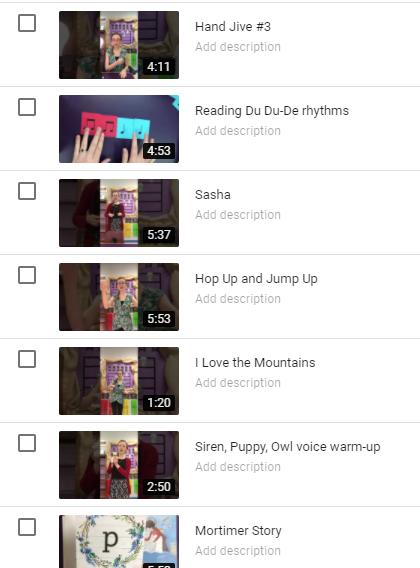 Hand Jive #3
Add description
4:11
Reading Du Du-De rhythms
Add description
4:53
Sasha
Add description
5:37
Hop Up and Jump Up
Add description
5:53
I Love the Mountains
Add description
1:20
Siren, Puppy, Owl voice warm-up
Add description
2:50
p
Mortimer Story
Add description